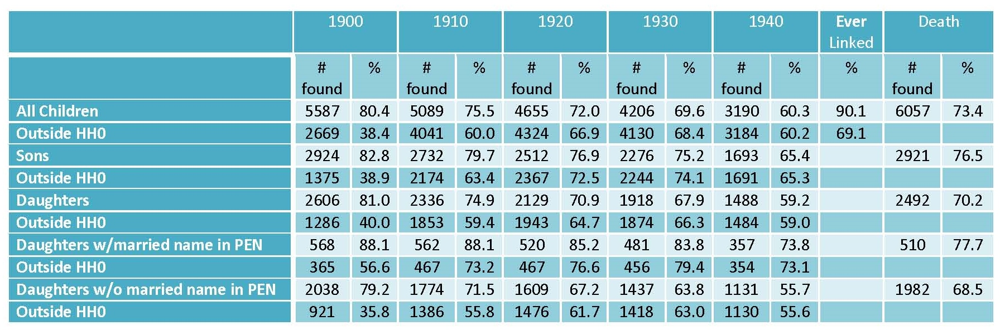 1900 1910 1920 1930 1940 Ever Linked Death
# found % # found % # found % # found % # found % % # found %
All Children 5587 80.4 5089 75.5 4655 72.0 4206 69.6 3190 60.3 90.1 6057 73.4
Outside HH0 2669 38.4 4041 60.0 4324 66.9 4130 68.4 3184 60.2 69.1
Sons 2924 82.8 2732 79.7 2512 76.9 2276 75.2 1693 65.4 2921 76.5
Outside HH0 1375 38.9 2174 63.4 2367 72.5 2244 74.1 1691 65.3
Daughters 2606 81.0 2336 74.9 2129 70.9 1918 67.9 1488 59.2 2492 70.2
Outside HH0 1286 40.0 1853 59.4 1943 64.7 1874 66.3 1484 59.0
Daughters w/married name in PEN 568 88.1 562 88.1 520 85.2 481 83.8 357 73.8 510 77.7
Outside HH0 365 56.6 467 73.2 467 76.6 456 79.4 354 73.1
Daughters w/o married name in PEN 2038 79.2 1774 71.5 1609 67.2 1437 63.8 1131 55.7 1982 68.5
Outside HH0 921 35.8 1386 55.8 1476 61.7 1418 63.0 1130 55.6